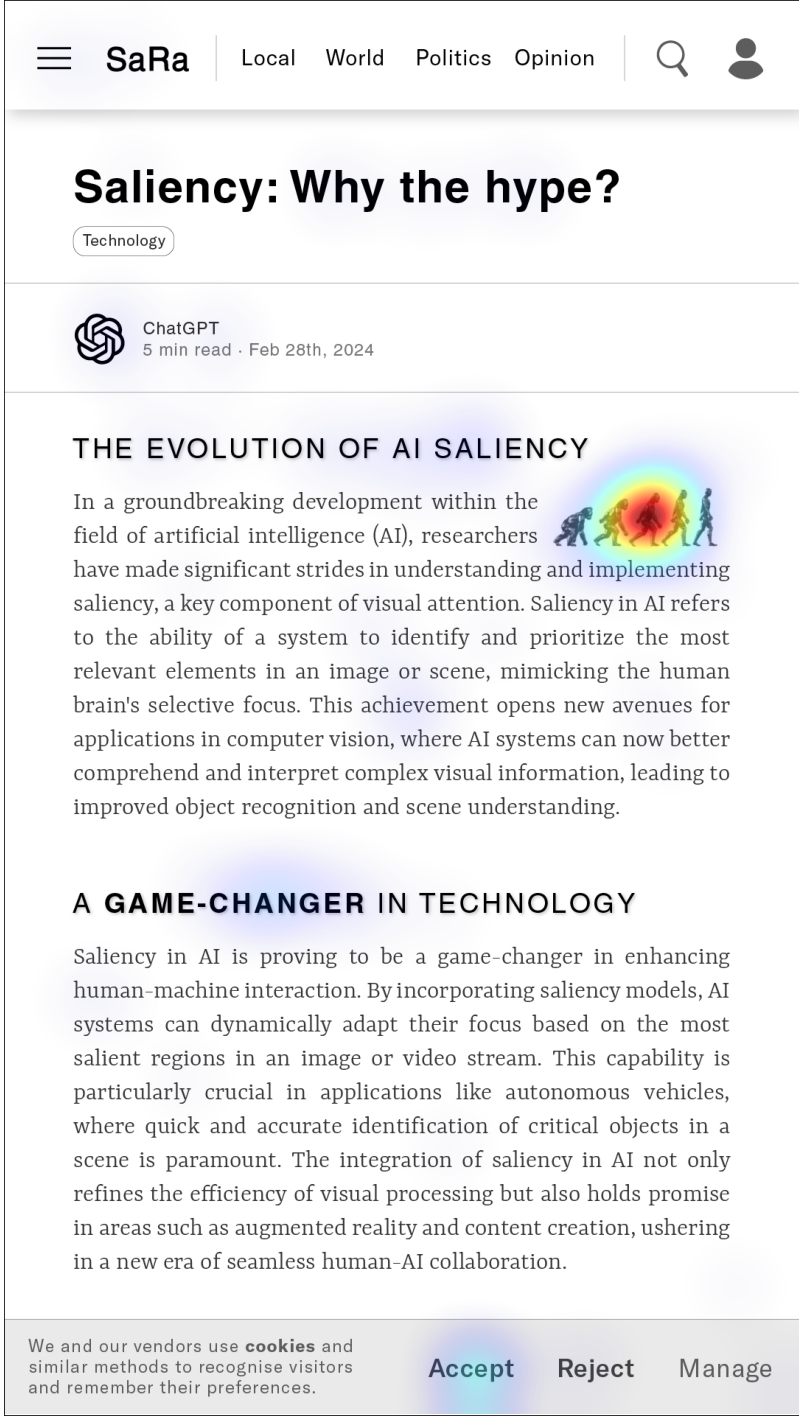 SaRa Local World Politics Opinion
Saliency: Why the hype?
Technology
ChatGPT
5 min read · Feb 28th, 2024
THE EVOLUTION OF AI SALIENCY
In a groundbreaking development within the
field of artificial intelligence (AI), researchers
have made significant strides in understanding and implementing
saliency, a key component of visual attention. Saliency in AI refers
to the ability of a system to identify and prioritize the most
relevant elements in an image or scene, mimicking the human
brain's selective focus. This achievement opens new avenues for
applications in computer vision, where AI systems can now better
comprehend and interpret complex visual information, leading to
improved object recognition and scene understanding.
A GAME-CHANGER IN TECHNOLOGY
Saliency in AI is proving to be a game-changer in enhancing
human-machine interaction. By incorporating saliency models, AI
systems can dynamically adapt their focus based on the most
salient regions in an image or video stream. This capability is
particularly crucial in applications like autonomous vehicles,
where quick and accurate identification of critical objects in a
scene is paramount. The integration of saliency in AI not only
refines the efficiency of visual processing but also holds promise
in areas such as augmented reality and content creation, ushering
in a new era of seamless human-AI collaboration.
We and our vendors use cookies and
similar methods to recognise visitors
and remember their preferences.
Accept Reject Manage